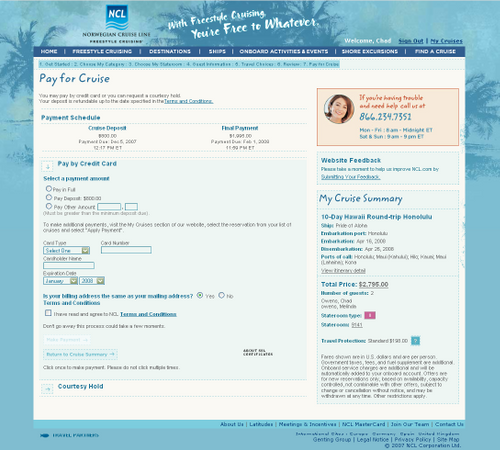 NCL
NORWEGIAN CRUISE LINE
FREESTYLE CRUISING
With Freestyle Cruising,
You're Free to Whatever.
Welcome, Chad Sign Out | My Cruises
HOME | FREESTYLE CRUISING | DESTINATIONS | SHIPS | ONBOARD ACTIVITIES & EVENTS | SHORE EXCURSIONS | FIND A CRUISE
1. Get Started 2. Choose My Category 3. Choose My Stateroom 4. Guest Information 5. Travel Choices 6. Review 7. Pay for Cruise
Pay for Cruise
You may pay by credit card or you can request a courtesy hold.
Your deposit is refundable up to the date specified in the Terms and Conditions.
Payment Schedule
Cruise Deposit
$600.00
Payment Due: Dec 5, 2007
12:17 PM ET
Final Payment
Payment Due: Feb 1, 2008
11:59 PM ET
Pay by Credit Card
Select a payment amount
Pay in Full
Pay Deposit: $600.00
Pay Other Amount
(Must be greater than the minimum deposit due)
To make additional payments, visit the My Cruises section of our website, select the reservation from your list of
cruises and select "Apply Payment"
Card Type Card Number
Select One
Cardholder Name
Expiration Date
January 2008
Is your billing address the same as your mailing address? Yes No
Terms and Conditions
I have read and agree to NCL Terms and Conditions
Don't go away this process could take a few moments.
Make Payment
Return to Cruise Summary
ABOUT NCL
CERTIFICATES
Click once to make payment. Please do not click multiple times.
Courtesy Hold
If you're having trouble
and need help call us at
866.234.7351
Mon - Fri : 8am - Midnight ET
Sat & Sun : 9am - 9pm ET
Website Feedback
Please take a moment to help us improve NCL.com by
Submitting Your Feedback.
My Cruise Summary
10-Day Hawaii Round-trip Honolulu
Ship: Pride of Aloha
Embarkation port: Honolulu
Embarkation: Apr 16, 2008
Disembarkation: Apr 26, 2008
Ports of call: Honolulu, Maui (Kahului), Hilo, Kauai, Maui
(Lahaina), Kona
View itinerary detail
Total Price: $2,795.00
Number of guests: 2
Owens, Chad
owens, Melinda
Stateroom type:
Stateroom:
Travel Protection: Standard $138.00
Fares shown are in U.S. dollars and are per person.
Government taxes, fees, and fuel supplement are additional.
Onboard service charges are additional and will be
automatically added to your onboard account. Offers are
for new reservations only, based on availability, capacity
controlled, not combinable with other offers, subject to
change or cancellation without notice, and may be
withdrawn at any time. Other restrictions apply.
About Us | Latitudes | Meetings & Incentives | NCL MasterCard | Join Our Team | Contact Us
TRAVEL PARTNERS
Genting Group | Legal Notice | Privacy Policy | Site Map
© 2007 NCL Corporation Ltd.